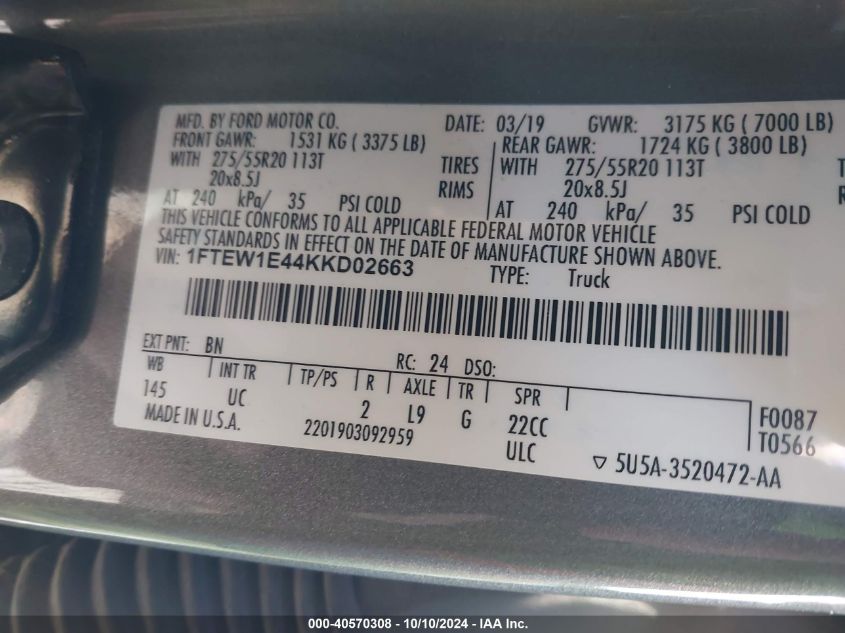 MFD. BY FORD MOTOR CO. DATE: 03/19 GVWR: 3175 KG ( 7000 LB)
FRONT GAWR: 1531 KG ( 3375 LB) REAR GAWR: 1724 KG ( 3800 LB)
WITH 275/55R20 113T TIRES WITH 275/55R20 113T
20x8.5J RIMS 20x8.5J
AT 240 kPa/ 35 PSI COLD AT 240 kPa/ 35 PSI COLD
THIS VEHICLE CONFORMS TO ALL APPLICABLE FEDERAL MOTOR VEHICLE
SAFETY STANDARDS IN EFFECT ON THE DATE OF MANUFACTURE SHOWN ABOVE.
VIN: 1FTEW1E44KKD02663 TYPE: Truck
EXT PNT: BN RC: 24 DSO:
WB INT TR TP/PS R AXLE TR SPR
145 UC 2 L9 G 22CC F0087
MADE IN U.S.A. 2201903092959 ULC T0566
5U5A-3520472-AA
000-40570308 - 10/10/2024 - IAA Inc.